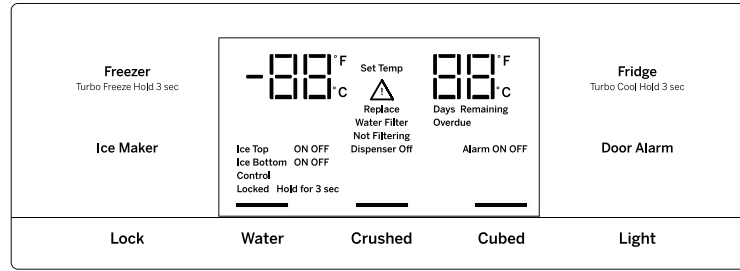 Freezer
Turbo Freeze Hold 3 sec
Ice Maker
-88 °F °C
Set Temp
!
Replace
Water Filter
Not Filtering
Dispenser Off
88 °F °C
Days Remaining
Overdue
Ice Top ON OFF
Ice Bottom ON OFF
Control
Locked Hold for 3 sec
Alarm ON OFF
Fridge
Turbo Cool Hold 3 sec
Door Alarm
Lock Water Crushed Cubed Light